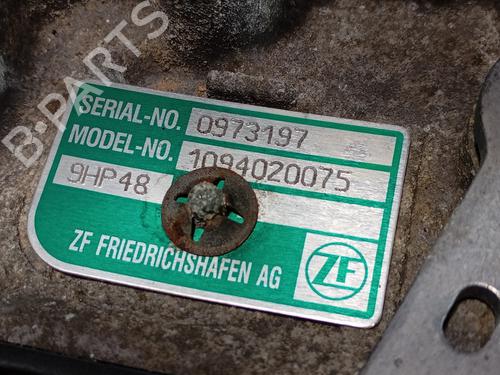 B-PARTS
SERIAL-NO. 0973197
MODEL-NO. 1094020075
9HP48
ZF FRIEDRICHSHAFEN AG
ZF